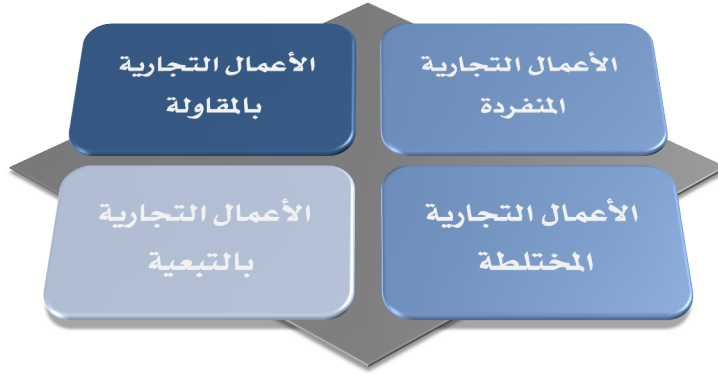 الأعمال التجارية
المنفردة
الأعمال التجارية
بالمقاولة
الأعمال التجارية
المختلطة
الأعمال التجارية
بالتبعية